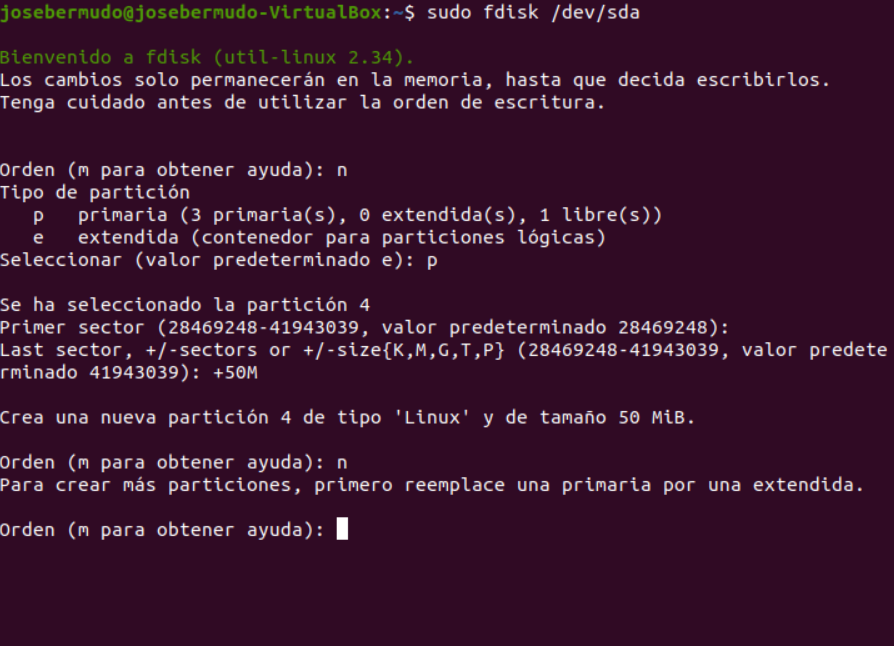 josebermudo@josebermudo-VirtualBox:~$ sudo fdisk /dev/sda
Bienvenido a fdisk (util-linux 2.34).
Los cambios solo permanecerán en la memoria, hasta que decida escribirlos.
Tenga cuidado antes de utilizar la orden de escritura.
Orden (m para obtener ayuda): n
Tipo de partición
p   primaria (3 primaria(s), 0 extendida(s), 1 libre(s))
e   extendida (contenedor para particiones lógicas)
Seleccionar (valor predeterminado e): p
Se ha seleccionado la partición 4
Primer sector (28469248-41943039, valor predeterminado 28469248):
Last sector, +/-sectors or +/-size{K,M,G,T,P} (28469248-41943039, valor predete
rminado 41943039): +50M
Crea una nueva partición 4 de tipo 'Linux' y de tamaño 50 MiB.
Orden (m para obtener ayuda): n
Para crear más particiones, primero reemplace una primaria por una extendida.
Orden (m para obtener ayuda):